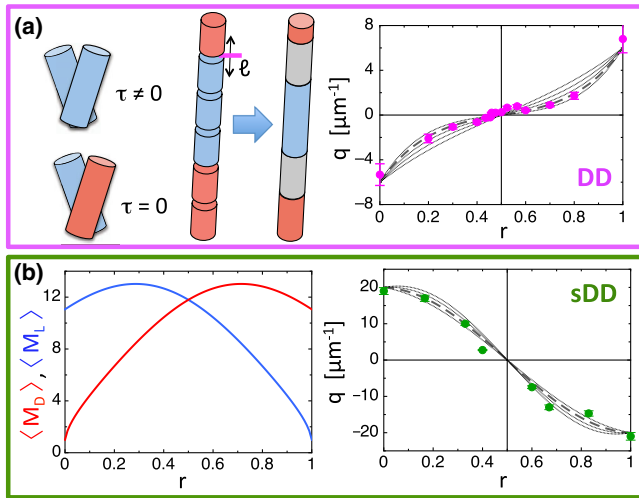 (a)
τ ≠ 0
τ = 0
ℓ
q [μm⁻¹]
8
4
0
−4
−8
0 0.2 0.4 0.6 0.8 1
r
DD
(b)
⟨M_D⟩, ⟨M_L⟩
12
8
4
0
0 0.2 0.4 0.6 0.8 1
r
q [μm⁻¹]
20
10
0
−10
−20
0 0.2 0.4 0.6 0.8 1
r
sDD